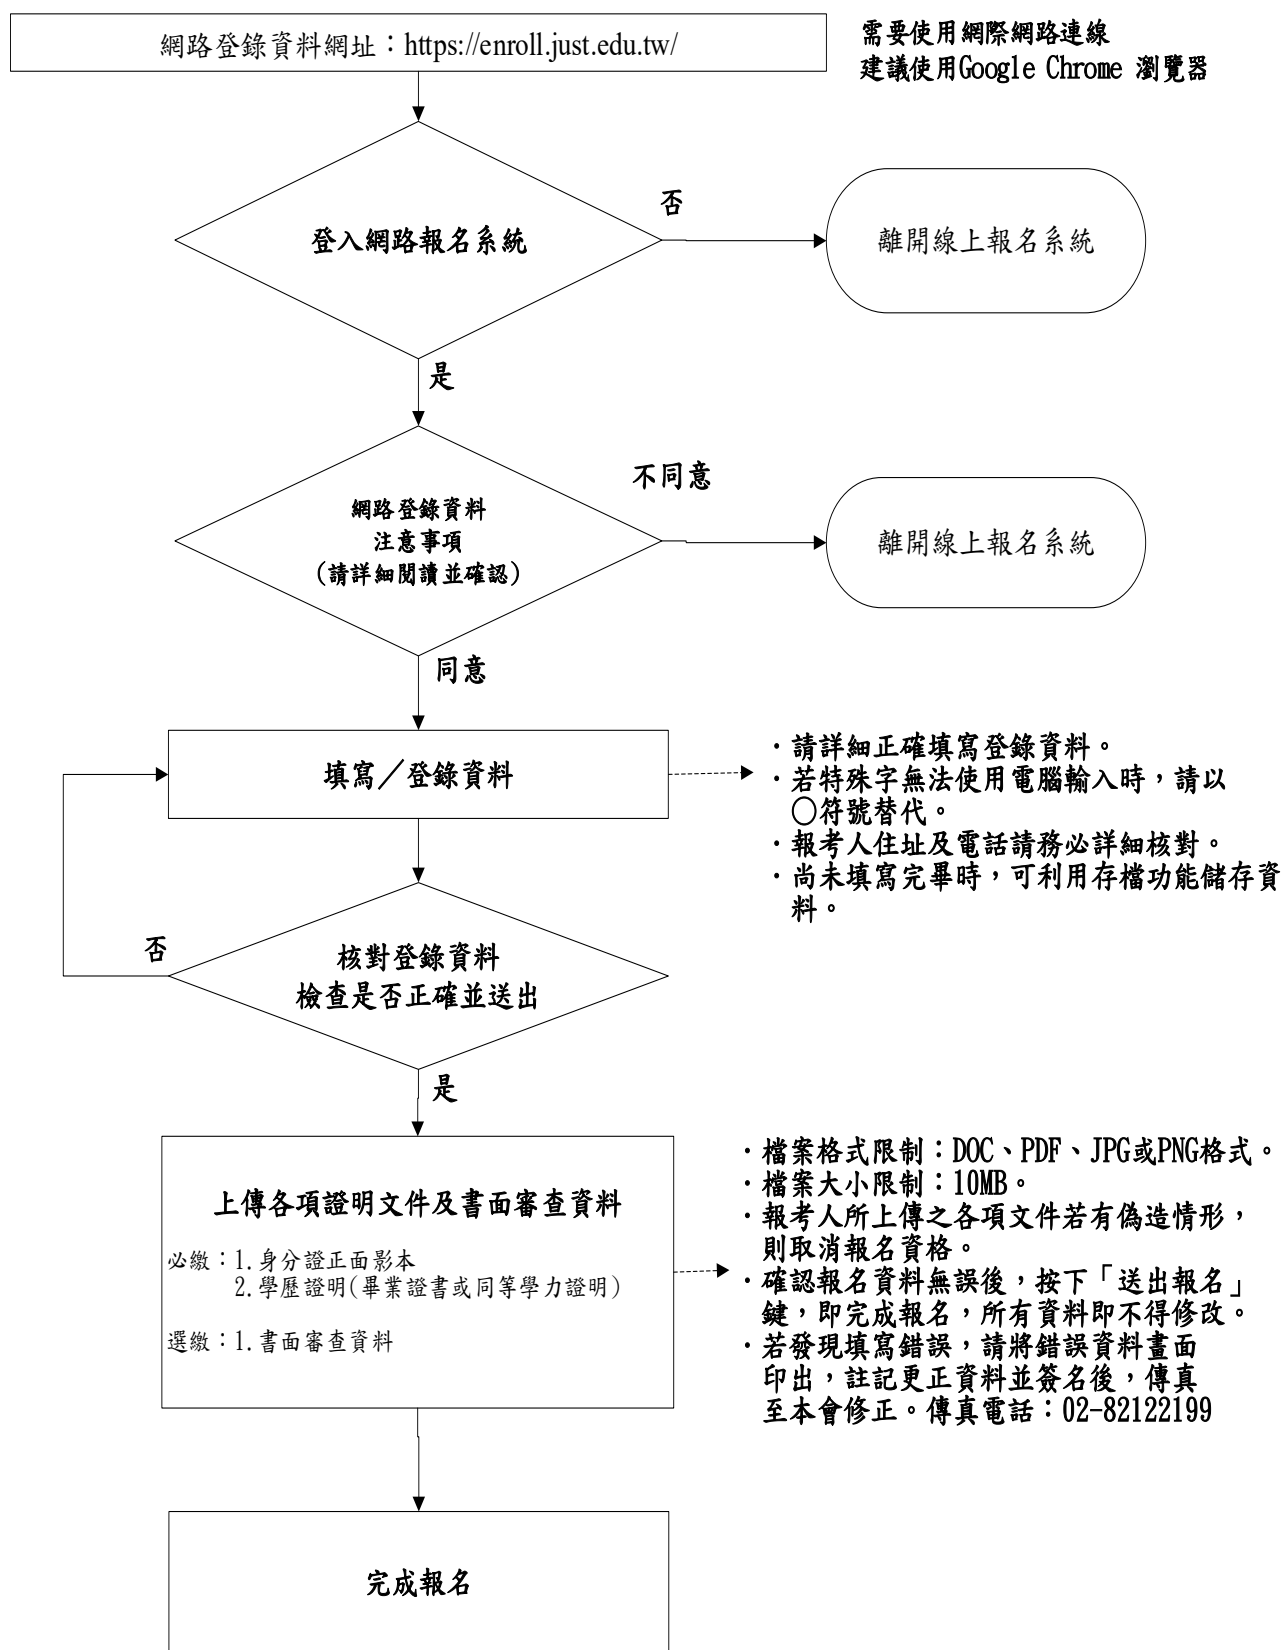 網路登錄資料網址：https://enroll.just.edu.tw/
需要使用網際網路連線
建議使用Google Chrome 瀏覽器
登入網路報名系統
否
離開線上報名系統
是
網路登錄資料
注意事項
(請詳細閱讀並確認)
不同意
離開線上報名系統
同意
填寫／登錄資料
·請詳細正確填寫登錄資料。
·若特殊字無法使用電腦輸入時，請以
○符號替代。
·報考人住址及電話請務必詳細核對。
·尚未填寫完畢時，可利用存檔功能儲存資
料。
核對登錄資料
檢查是否正確並送出
否
是
上傳各項證明文件及書面審查資料
必繳：1.身分證正面影本
2.學歷證明(畢業證書或同等學力證明)
選繳：1.書面審查資料
·檔案格式限制：DOC、PDF、JPG或PNG格式。
·檔案大小限制：10MB。
·報考人所上傳之各項文件若有偽造情形，
則取消報名資格。
·確認報名資料無誤後，按下「送出報名」
鍵，即完成報名，所有資料即不得修改。
·若發現填寫錯誤，請將錯誤資料畫面
印出，註記更正資料並簽名後，傳真
至本會修正。傳真電話：02-82122199
完成報名